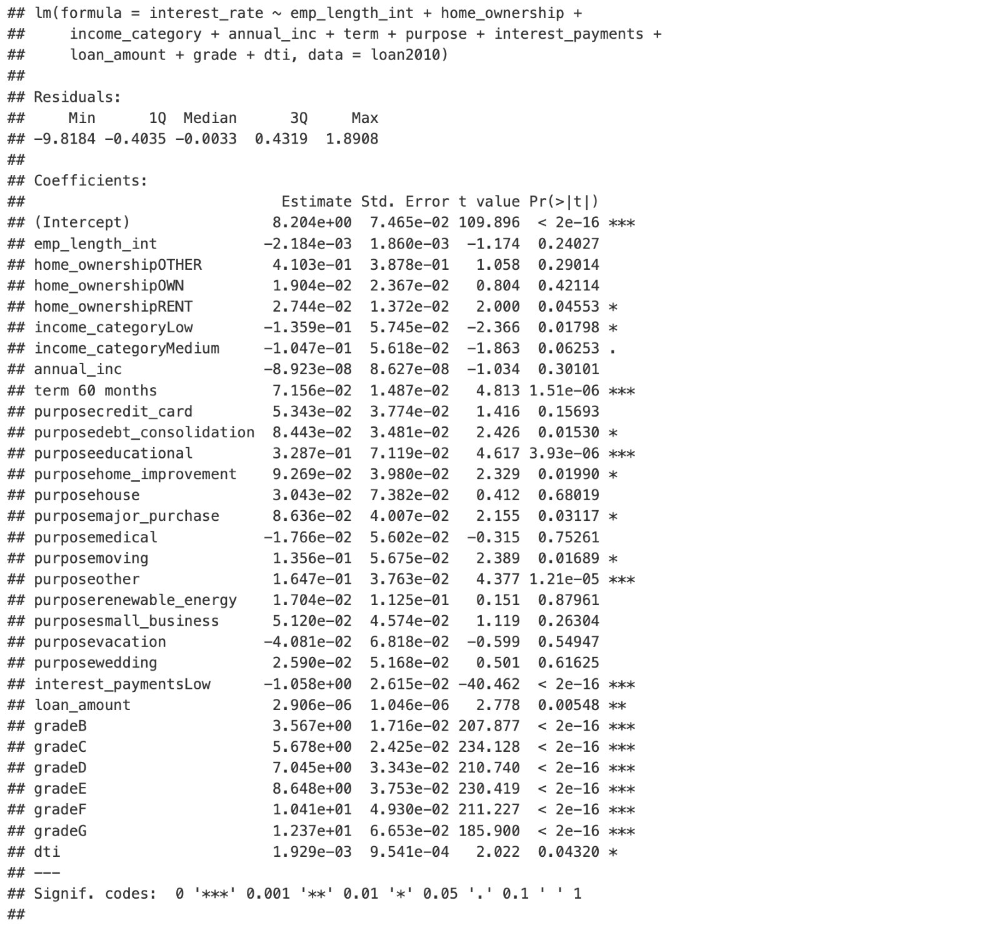 ## lm(formula = interest_rate ~ emp_length_int + home_ownership +
##     income_category + annual_inc + term + purpose + interest_payments +
##     loan_amount + grade + dti, data = loan2010)
##
## Residuals:
##     Min      1Q  Median      3Q     Max
## -9.8184 -0.4035 -0.0033  0.4319  1.8908
##
## Coefficients:
##                             Estimate Std. Error t value Pr(>|t|)
## (Intercept)                8.204e+00  7.465e-02 109.896  < 2e-16 ***
## emp_length_int            -2.184e-03  1.860e-03  -1.174  0.24027
## home_ownershipOTHER        4.103e-01  3.878e-01   1.058  0.29014
## home_ownershipOWN          1.904e-02  2.367e-02   0.804  0.42114
## home_ownershipRENT         2.744e-02  1.372e-02   2.000  0.04553 *
## income_categoryLow        -1.359e-01  5.745e-02  -2.366  0.01798 *
## income_categoryMedium     -1.047e-01  5.618e-02  -1.863  0.06253 .
## annual_inc                -8.923e-08  8.627e-08  -1.034  0.30101
## term 60 months             7.156e-02  1.487e-02   4.813 1.51e-06 ***
## purposecredit_card         5.343e-02  3.774e-02   1.416  0.15693
## purposedebt_consolidation  8.443e-02  3.481e-02   2.426  0.01530 *
## purposeeducational         3.287e-01  7.119e-02   4.617 3.93e-06 ***
## purposehome_improvement    9.269e-02  3.980e-02   2.329  0.01990 *
## purposehouse               3.043e-02  7.382e-02   0.412  0.68019
## purposemajor_purchase      8.636e-02  4.007e-02   2.155  0.03117 *
## purposemedical            -1.766e-02  5.602e-02  -0.315  0.75261
## purposemoving              1.356e-01  5.675e-02   2.389  0.01689 *
## purposeother               1.647e-01  3.763e-02   4.377 1.21e-05 ***
## purposerenewable_energy    1.704e-02  1.125e-01   0.151  0.87961
## purposesmall_business      5.120e-02  4.574e-02   1.119  0.26304
## purposevacation           -4.081e-02  6.818e-02  -0.599  0.54947
## purposewedding             2.590e-02  5.168e-02   0.501  0.61625
## interest_paymentsLow      -1.058e+00  2.615e-02 -40.462  < 2e-16 ***
## loan_amount                2.906e-06  1.046e-06   2.778  0.00548 **
## gradeB                     3.567e+00  1.716e-02 207.877  < 2e-16 ***
## gradeC                     5.678e+00  2.425e-02 234.128  < 2e-16 ***
## gradeD                     7.045e+00  3.343e-02 210.740  < 2e-16 ***
## gradeE                     8.648e+00  3.753e-02 230.419  < 2e-16 ***
## gradeF                     1.041e+01  4.930e-02 211.227  < 2e-16 ***
## gradeG                     1.237e+01  6.653e-02 185.900  < 2e-16 ***
## dti                        1.929e-03  9.541e-04   2.022  0.04320 *
## ---
## Signif. codes:  0 '***' 0.001 '**' 0.01 '*' 0.05 '.' 0.1 ' ' 1
##